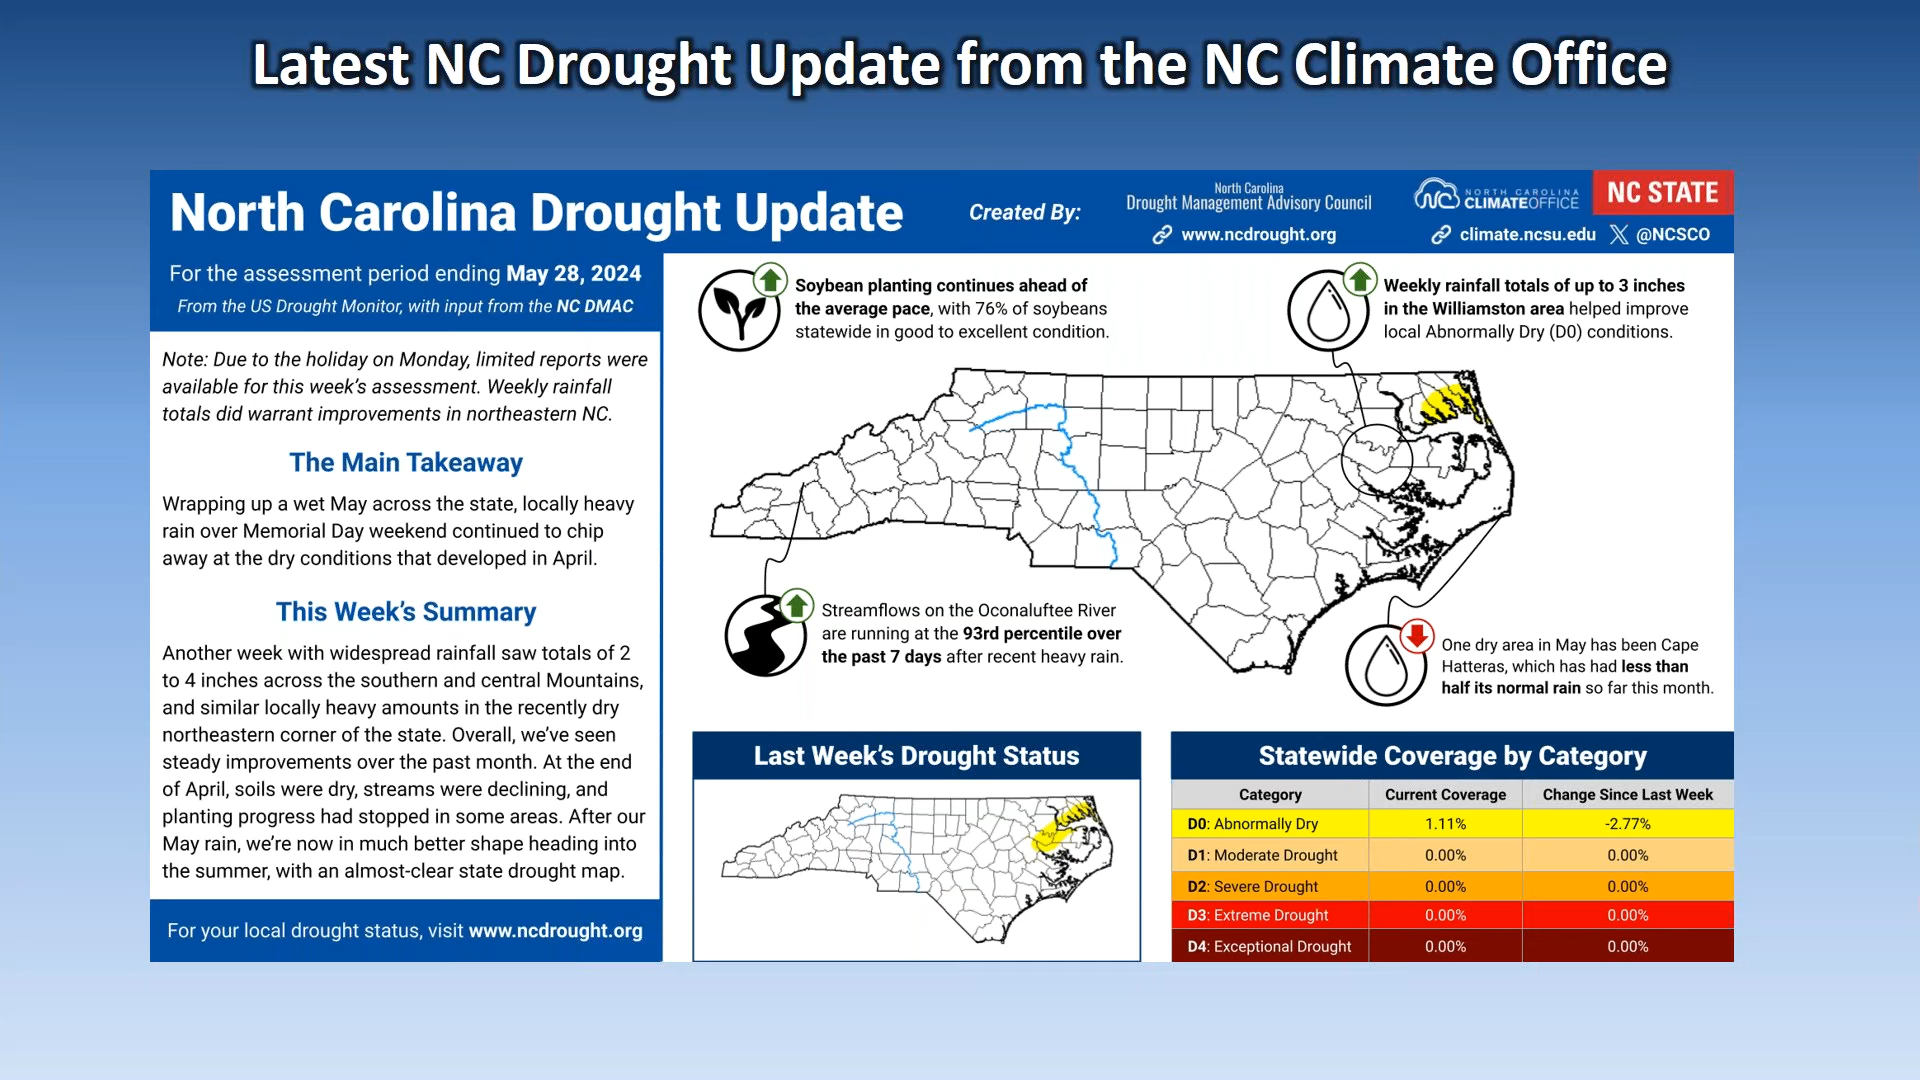 Latest NC Drought Update from the NC Climate Office
North Carolina Drought Update
Created By:
North Carolina
Drought Management Advisory Council
www.ncdrought.org
NORTH CAROLINA
CLIMATEOFFICE
NC
NC STATE
climate.ncsu.edu
@NCSCO
For the assessment period ending May 28, 2024
From the US Drought Monitor, with input from the NC DMAC
Note: Due to the holiday on Monday, limited reports were
available for this week's assessment. Weekly rainfall
totals did warrant improvements in northeastern NC.
The Main Takeaway
Wrapping up a wet May across the state, locally heavy
rain over Memorial Day weekend continued to chip
away at the dry conditions that developed in April.
This Week's Summary
Another week with widespread rainfall saw totals of 2
to 4 inches across the southern and central Mountains,
and similar locally heavy amounts in the recently dry
northeastern corner of the state. Overall, we've seen
steady improvements over the past month. At the end
of April, soils were dry, streams were declining, and
planting progress had stopped in some areas. After our
May rain, we're now in much better shape heading into
the summer, with an almost-clear state drought map.
For your local drought status, visit www.ncdrought.org
Soybean planting continues ahead of
the average pace, with 76% of soybeans
statewide in good to excellent condition.
Weekly rainfall totals of up to 3 inches
in the Williamston area helped improve
local Abnormally Dry (D0) conditions.
Streamflows on the Oconaluftee River
are running at the 93rd percentile over
the past 7 days after recent heavy rain.
One dry area in May has been Cape
Hatteras, which has had less than
half its normal rain so far this month.
Last Week's Drought Status
Statewide Coverage by Category
Category Current Coverage Change Since Last Week
D0: Abnormally Dry 1.11% -2.77%
D1: Moderate Drought 0.00% 0.00%
D2: Severe Drought 0.00% 0.00%
D3: Extreme Drought 0.00% 0.00%
D4: Exceptional Drought 0.00% 0.00%